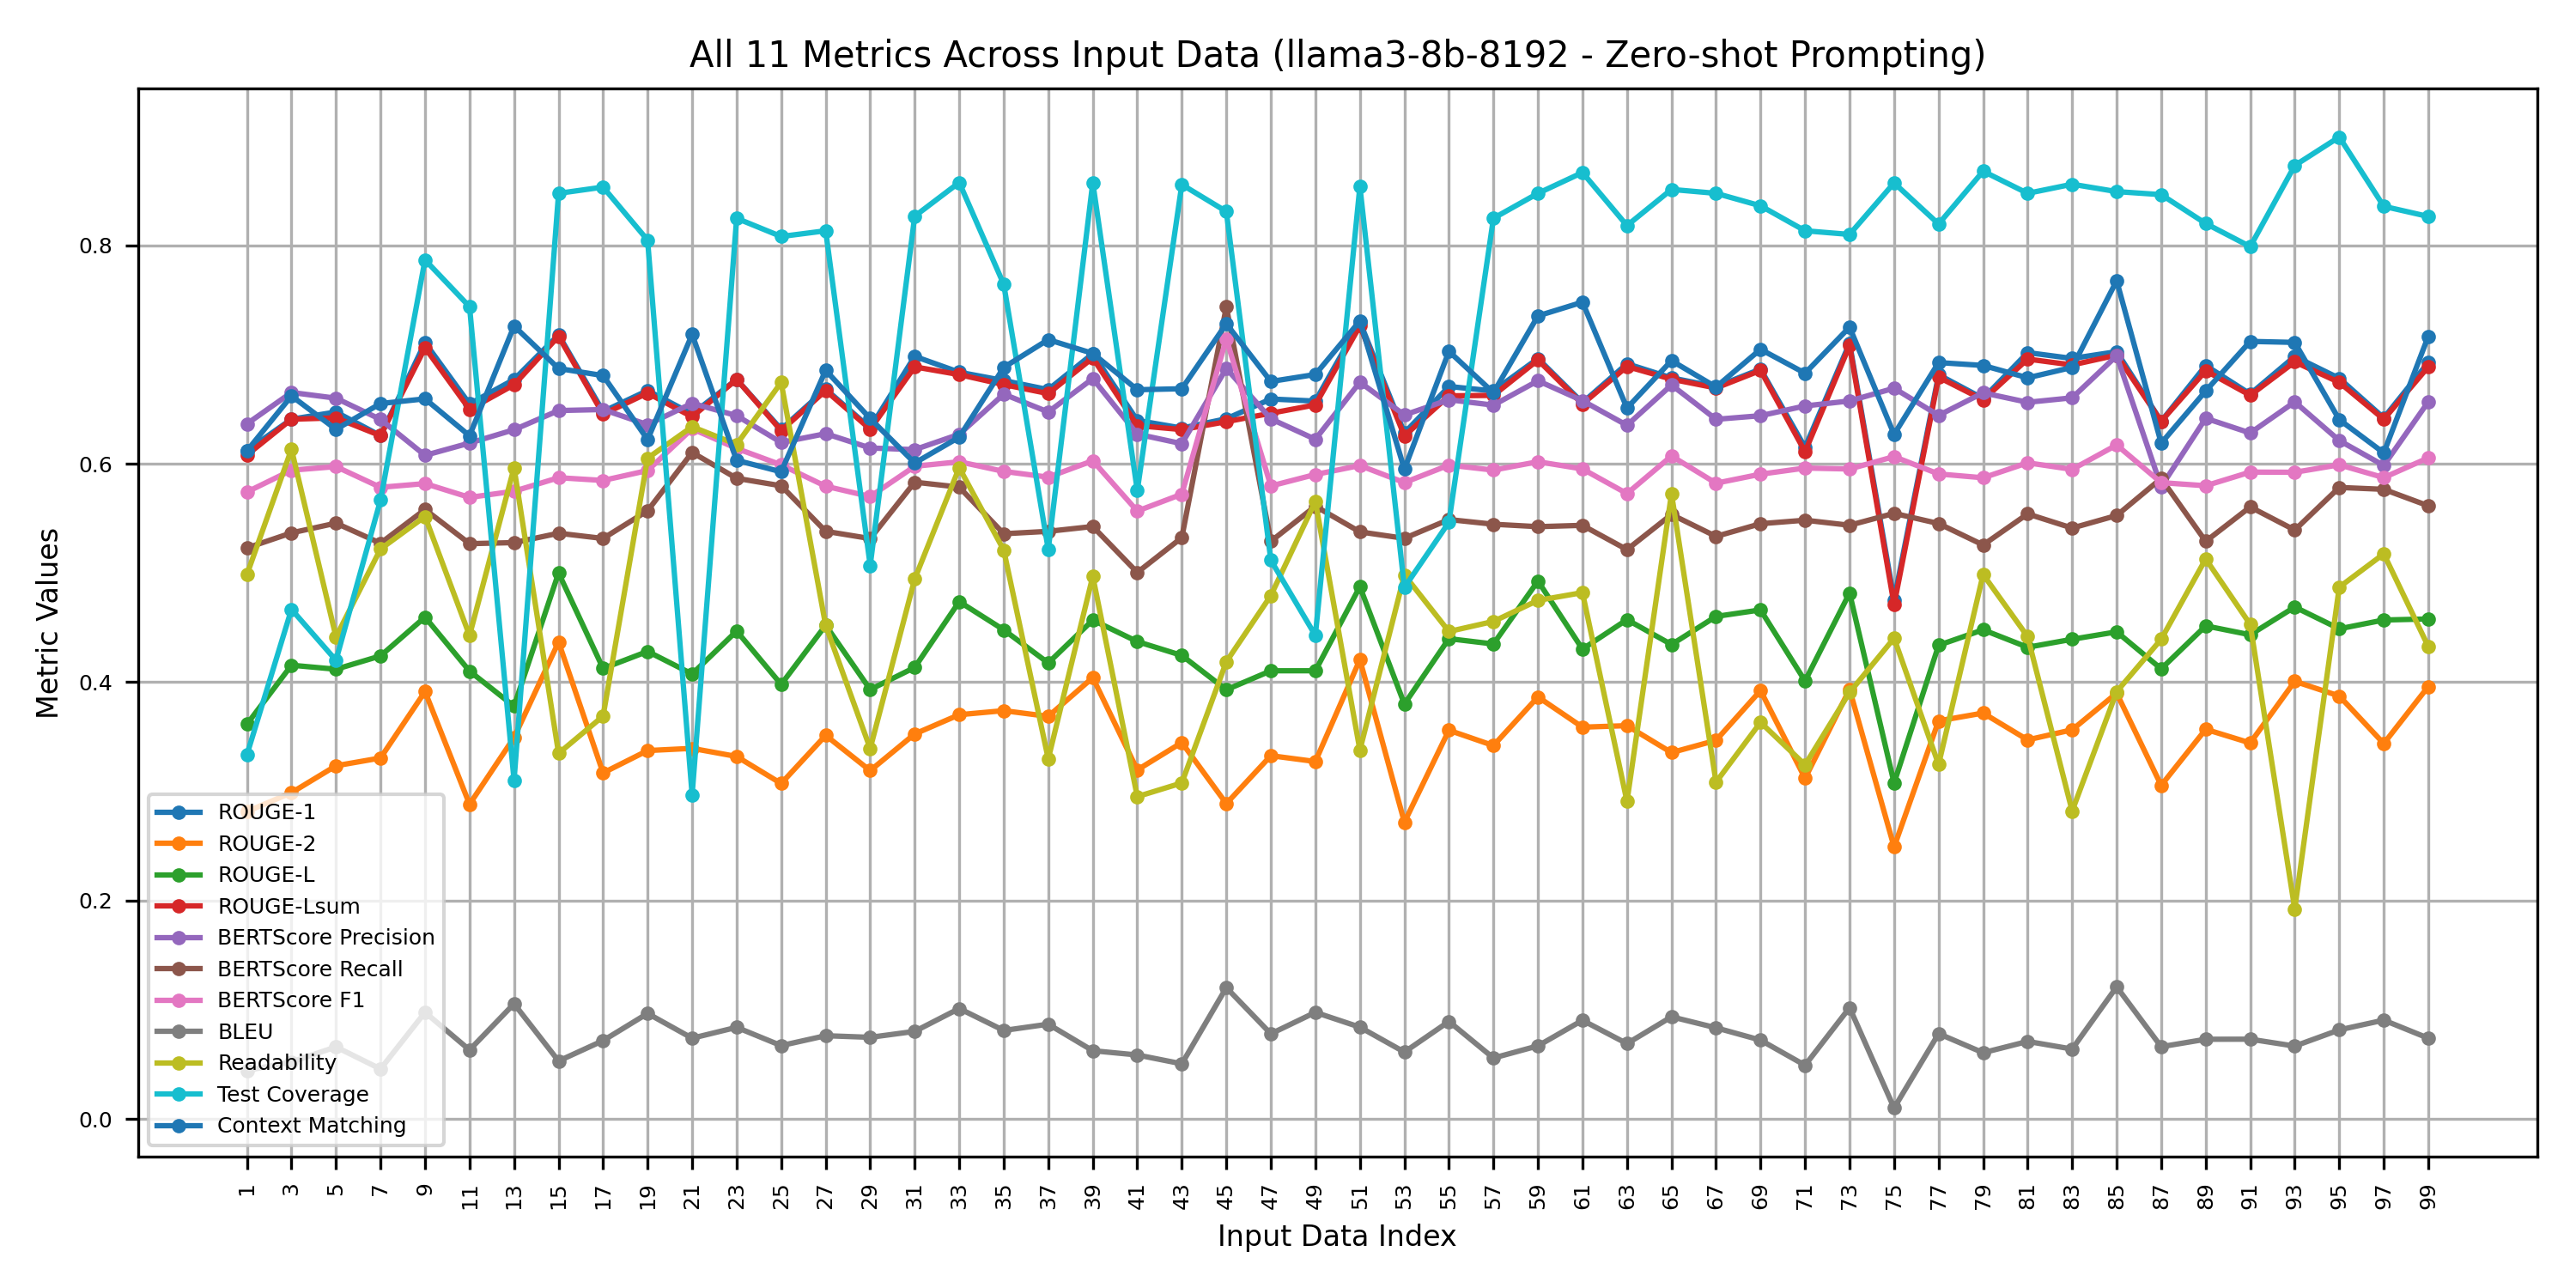 All 11 Metrics Across Input Data (llama3-8b-8192 - Zero-shot Prompting)
Metric Values
0.8
0.6
0.4
0.2
0.0
ROUGE-1
ROUGE-2
ROUGE-L
ROUGE-Lsum
BERTScore Precision
BERTScore Recall
BERTScore F1
BLEU
Readability
Test Coverage
Context Matching
1 3 5 7 9 11 13 15 17 19 21 23 25 27 29 31 33 35 37 39 41 43 45 47 49 51 53 55 57 59 61 63 65 67 69 71 73 75 77 79 81 83 85 87 89 91 93 95 97 99
Input Data Index